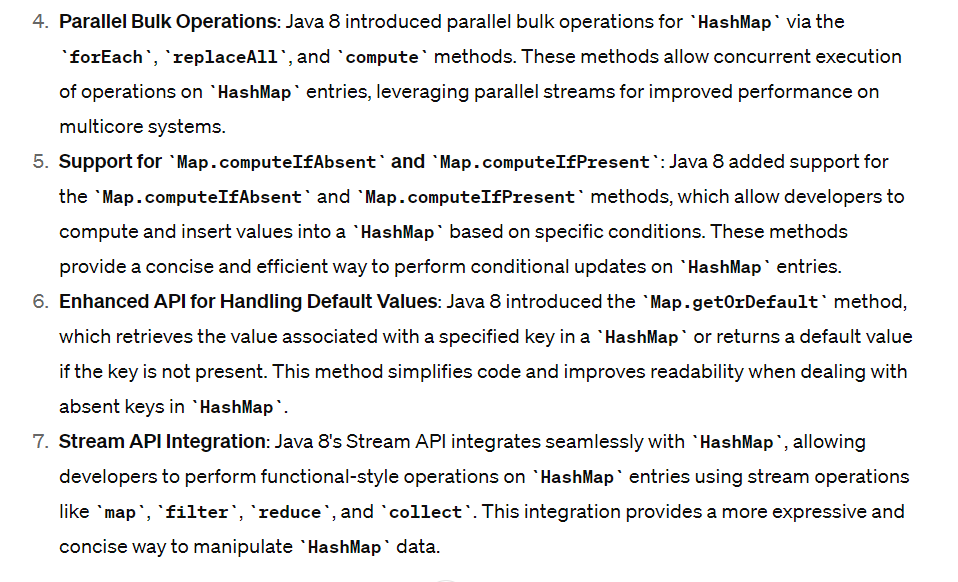 4. Parallel Bulk Operations: Java 8 introduced parallel bulk operations for `HashMap` via the
`forEach`, `replaceAll`, and `compute` methods. These methods allow concurrent execution
of operations on `HashMap` entries, leveraging parallel streams for improved performance on
multicore systems.
5. Support for `Map.computeIfAbsent` and `Map.computeIfPresent`: Java 8 added support for
the `Map.computeIfAbsent` and `Map.computeIfPresent` methods, which allow developers to
compute and insert values into a `HashMap` based on specific conditions. These methods
provide a concise and efficient way to perform conditional updates on `HashMap` entries.
6. Enhanced API for Handling Default Values: Java 8 introduced the `Map.getOrDefault` method,
which retrieves the value associated with a specified key in a `HashMap` or returns a default value
if the key is not present. This method simplifies code and improves readability when dealing with
absent keys in `HashMap`.
7. Stream API Integration: Java 8's Stream API integrates seamlessly with `HashMap`, allowing
developers to perform functional-style operations on `HashMap` entries using stream operations
like `map`, `filter`, `reduce`, and `collect`. This integration provides a more expressive and
concise way to manipulate `HashMap` data.